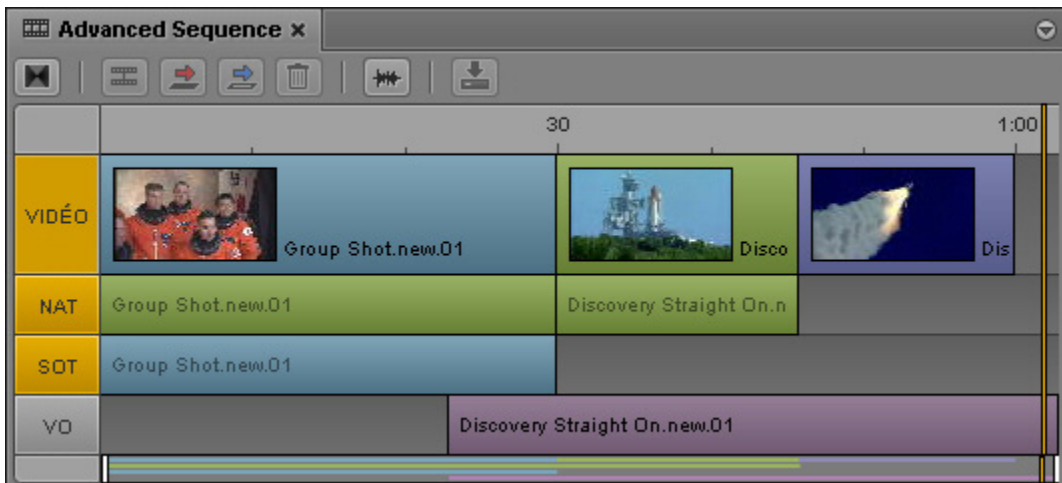 Advanced Sequence
30 1:00
VIDÉO
Group Shot.new.01
Disco
Dis
NAT
Group Shot.new.01
Discovery Straight On.n
SOT
Group Shot.new.01
VO
Discovery Straight On.new.01